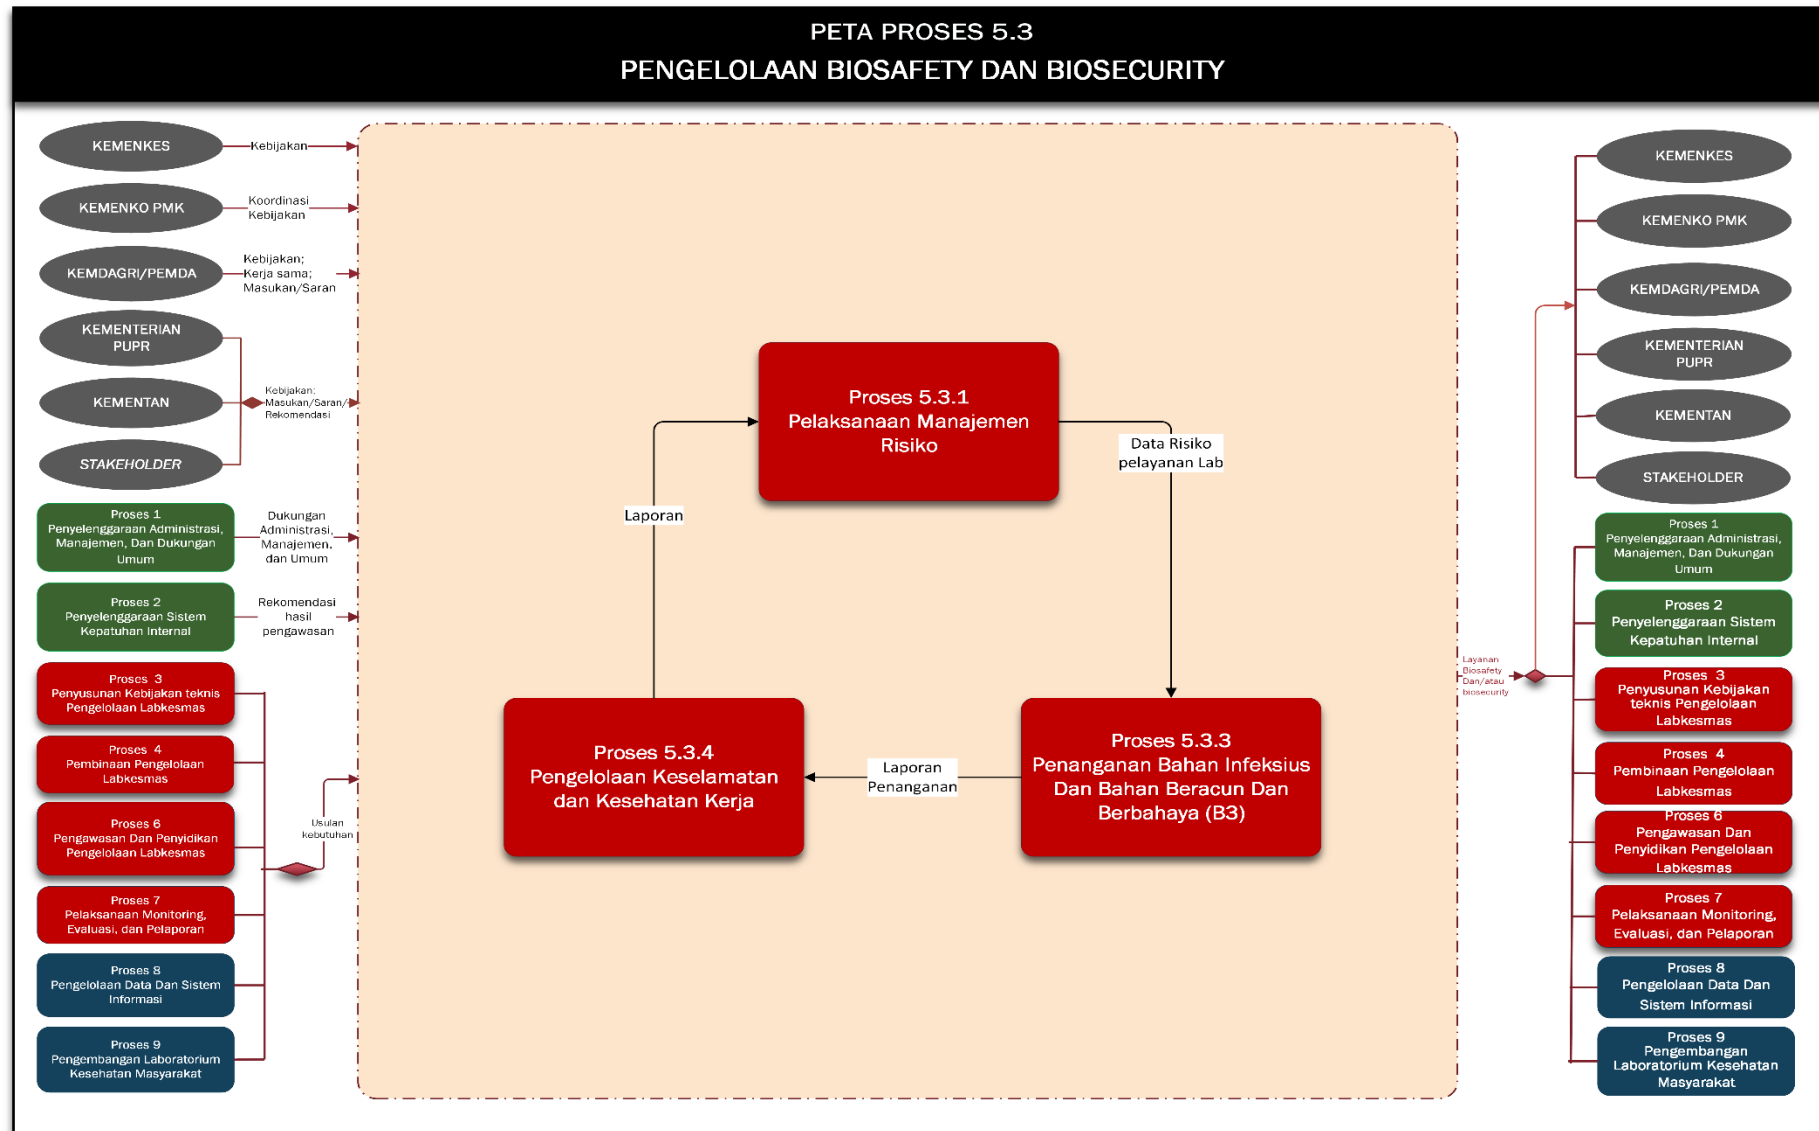 PETA PROSES 5.3
PENGELOLAAN BIOSAFETY DAN BIOSECURITY
KEMENKES
Kebijakan
KEMENKO PMK
Koordinasi
Kebijakan
KEMDAGRI/PEMDA
Kebijakan;
Kerja sama;
Masukan/Saran
KEMENTERIAN
PUPR
KEMENTAN
STAKEHOLDER
Kebijakan;
Masukan/Saran/
Rekomendasi
Proses 1
Penyelenggaraan Administrasi,
Manajemen, Dan Dukungan
Umum
Dukungan
Administrasi,
Manajemen,
dan Umum
Proses 2
Penyelenggaraan Sistem
Kepatuhan Internal
Rekomendasi
hasil
pengawasan
Proses 3
Penyusunan Kebijakan teknis
Pengelolaan Labkesmas
Proses 4
Pembinaan Pengelolaan
Labkesmas
Proses 6
Pengawasan Dan Penyidikan
Pengelolaan Labkesmas
Proses 7
Pelaksanaan Monitoring,
Evaluasi, dan Pelaporan
Proses 8
Pengelolaan Data Dan Sistem
Informasi
Proses 9
Pengembangan Laboratorium
Kesehatan Masyarakat
Usulan
kebutuhan
Proses 5.3.1
Pelaksanaan Manajemen
Risiko
Data Risiko
pelayanan Lab
Proses 5.3.3
Penanganan Bahan Infeksius
Dan Bahan Beracun Dan
Berbahaya (B3)
Laporan
Penanganan
Proses 5.3.4
Pengelolaan Keselamatan
dan Kesehatan Kerja
Laporan
Layanan
Biosafety
Dan/atau
biosecurity
KEMENKES
KEMENKO PMK
KEMDAGRI/PEMDA
KEMENTERIAN
PUPR
KEMENTAN
STAKEHOLDER
Proses 1
Penyelenggaraan Administrasi,
Manajemen, Dan Dukungan
Umum
Proses 2
Penyelenggaraan Sistem
Kepatuhan Internal
Proses 3
Penyusunan Kebijakan
teknis Pengelolaan
Labkesmas
Proses 4
Pembinaan Pengelolaan
Labkesmas
Proses 6
Pengawasan Dan
Penyidikan Pengelolaan
Labkesmas
Proses 7
Pelaksanaan Monitoring,
Evaluasi, dan Pelaporan
Proses 8
Pengelolaan Data Dan
Sistem Informasi
Proses 9
Pengembangan
Laboratorium Kesehatan
Masyarakat